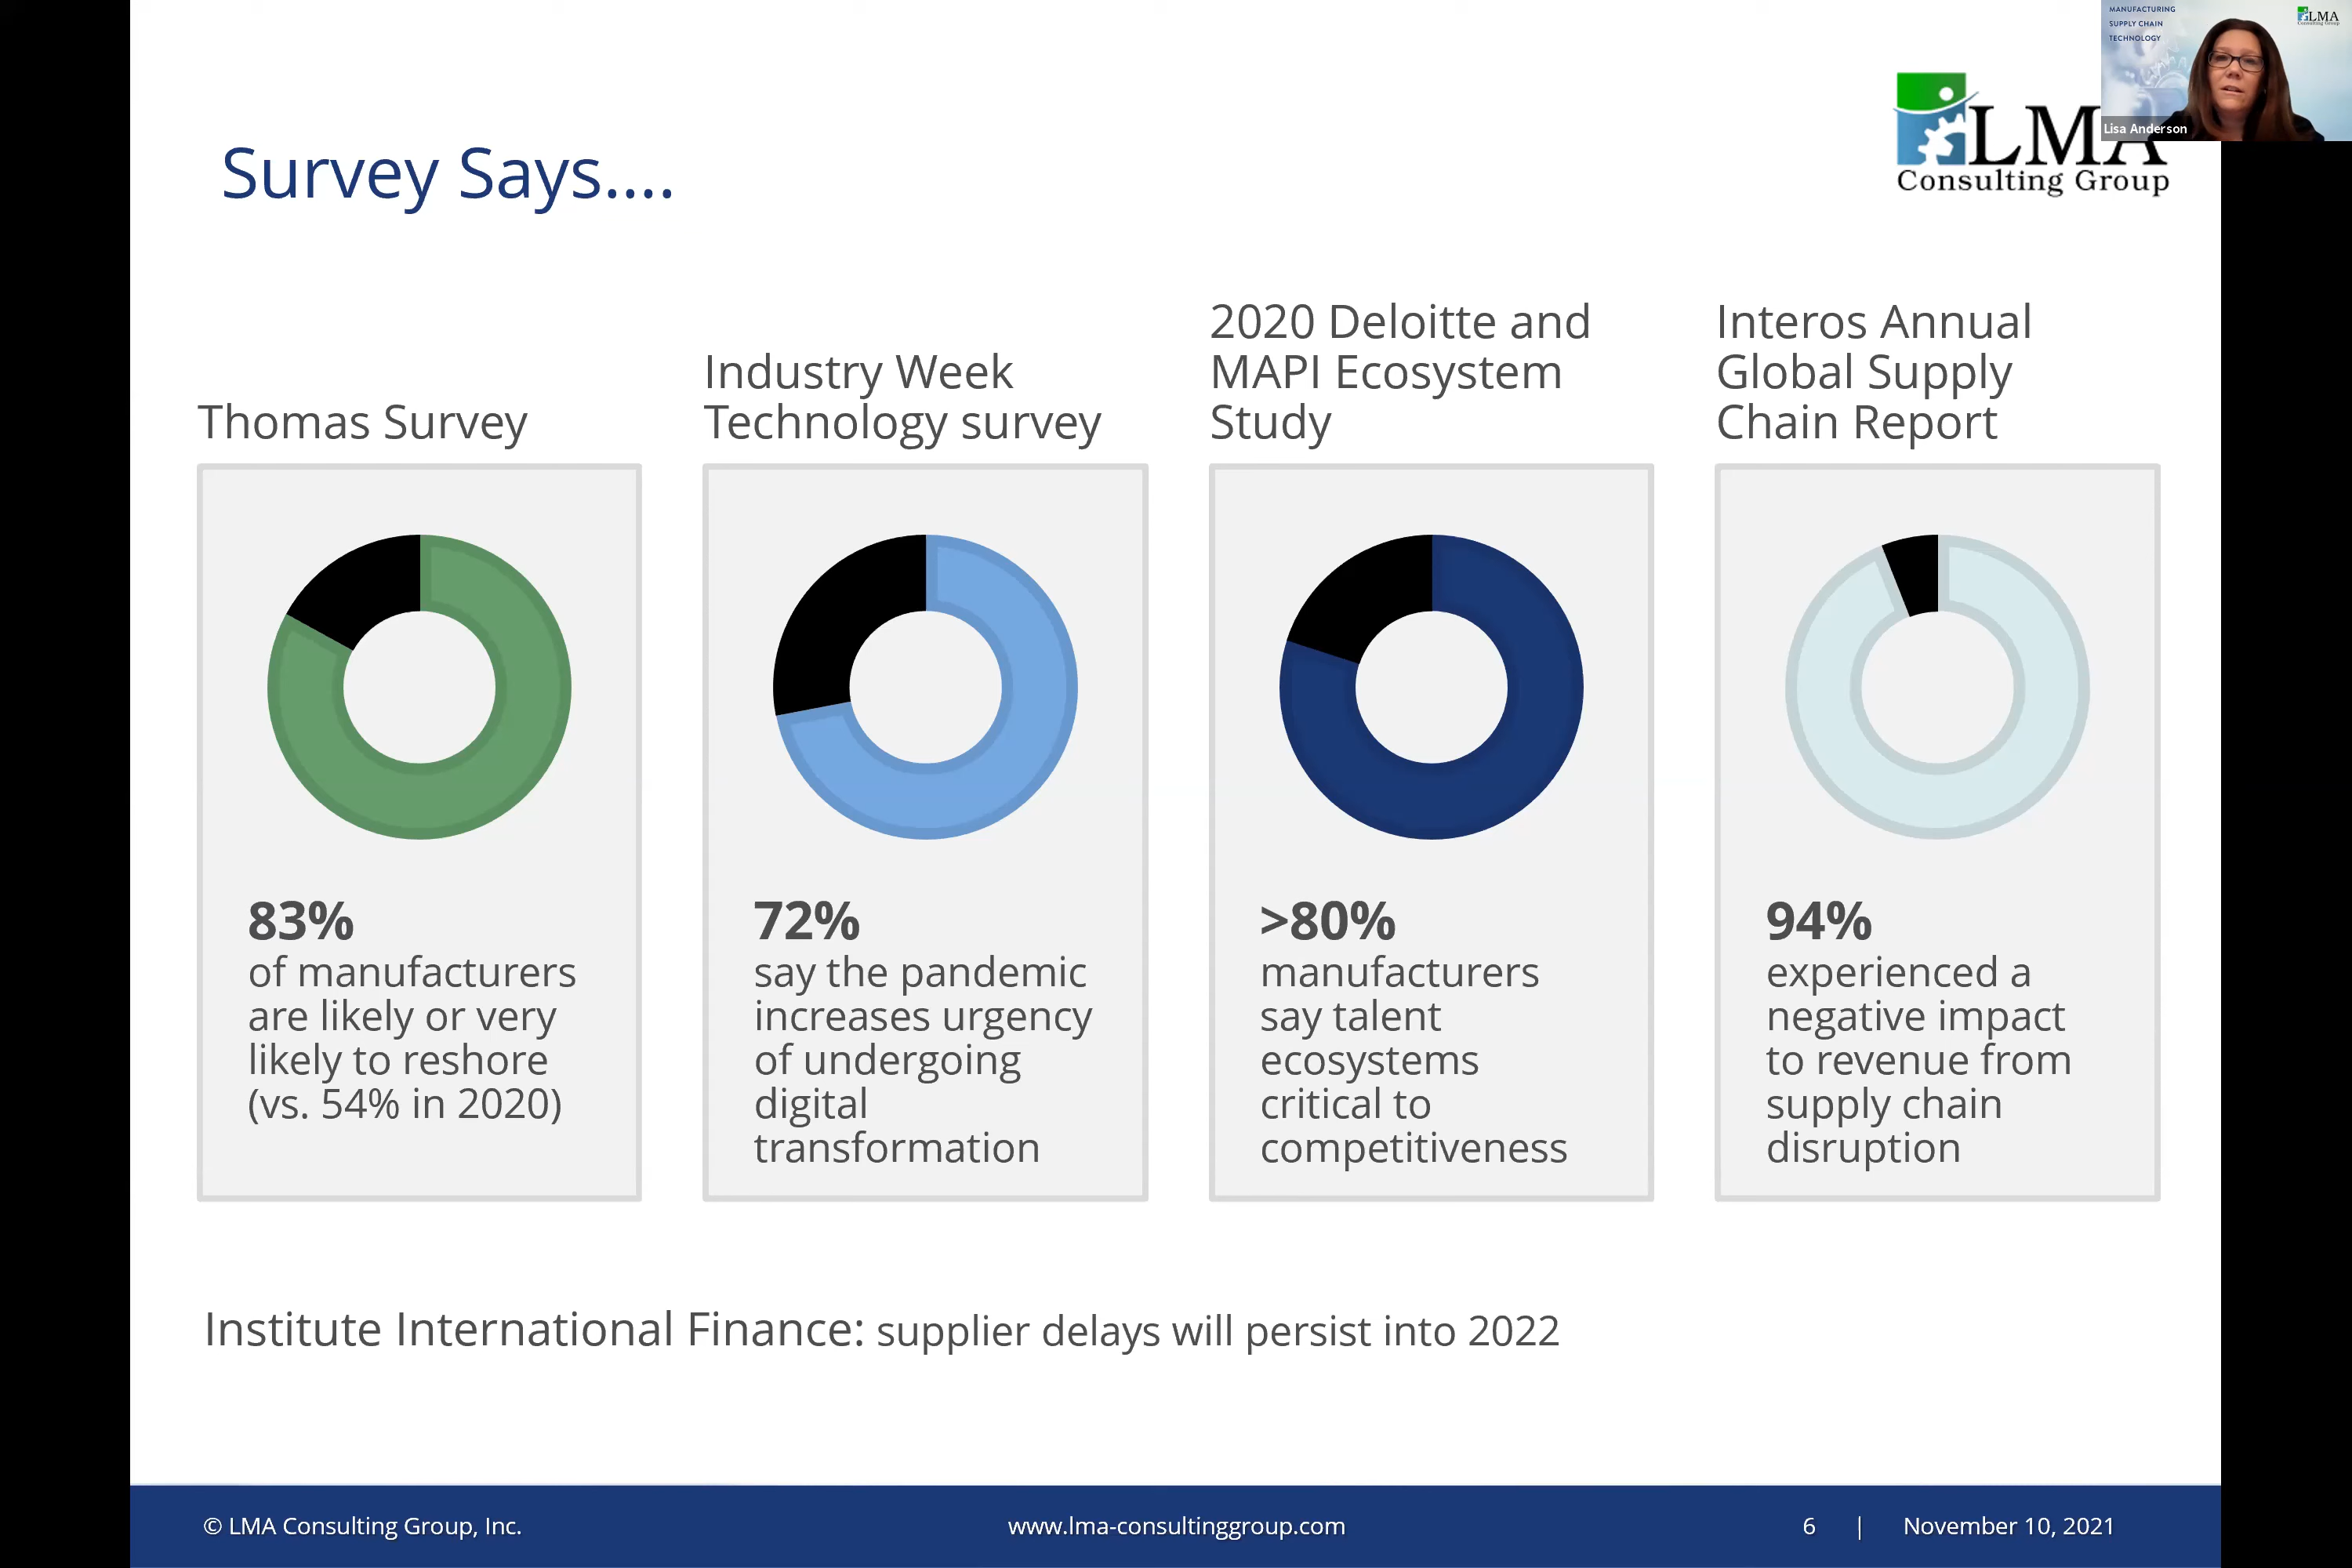 MANUFACTURING
SUPPLY CHAIN
TECHNOLOGY
LMA
Consulting Group
Lisa Anderson
LMA
Consulting Group
Survey Says....
Thomas Survey
83%
of manufacturers
are likely or very
likely to reshore
(vs. 54% in 2020)
Industry Week
Technology survey
72%
say the pandemic
increases urgency
of undergoing
digital
transformation
2020 Deloitte and
MAPI Ecosystem
Study
>80%
manufacturers
say talent
ecosystems
critical to
competitiveness
Interos Annual
Global Supply
Chain Report
94%
experienced a
negative impact
to revenue from
supply chain
disruption
Institute International Finance: supplier delays will persist into 2022
© LMA Consulting Group, Inc.
www.lma-consultinggroup.com
6 | November 10, 2021